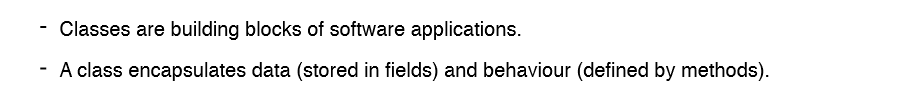 - Classes are building blocks of software applications.
- A class encapsulates data (stored in fields) and behaviour (defined by methods).